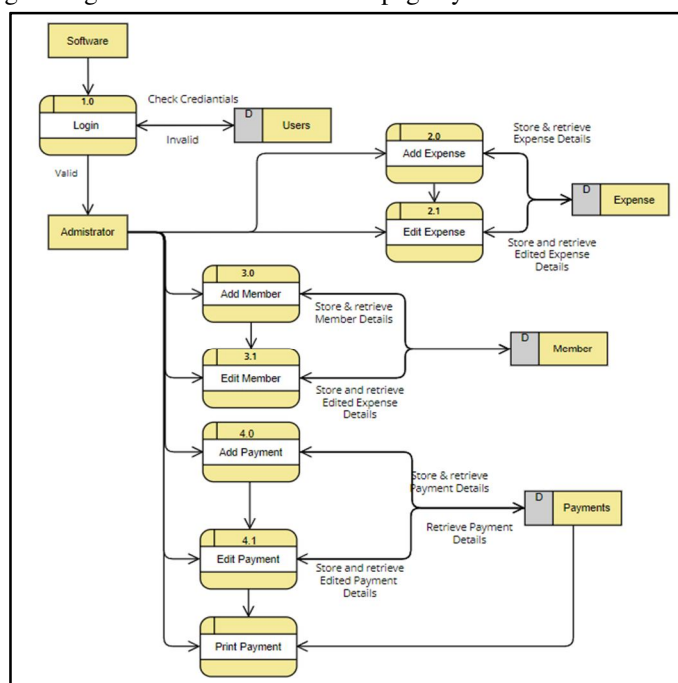 Software
1.0
Login
Check Crediantials
Invalid
D
Users
Valid
Admistrator
2.0
Add Expense
Store & retrieve
Expense Details
2.1
Edit Expense
D
Expense
Store and retrieve
Edited Expense
Details
3.0
Add Member
Store & retrieve
Member Details
3.1
Edit Member
D
Member
Store and retrieve
Edited Expense
Details
4.0
Add Payment
Store & retrieve
Payment Details
D
Payments
Retrieve Payment
Details
4.1
Edit Payment
Store and retrieve
Edited Payment
Details
Print Payment